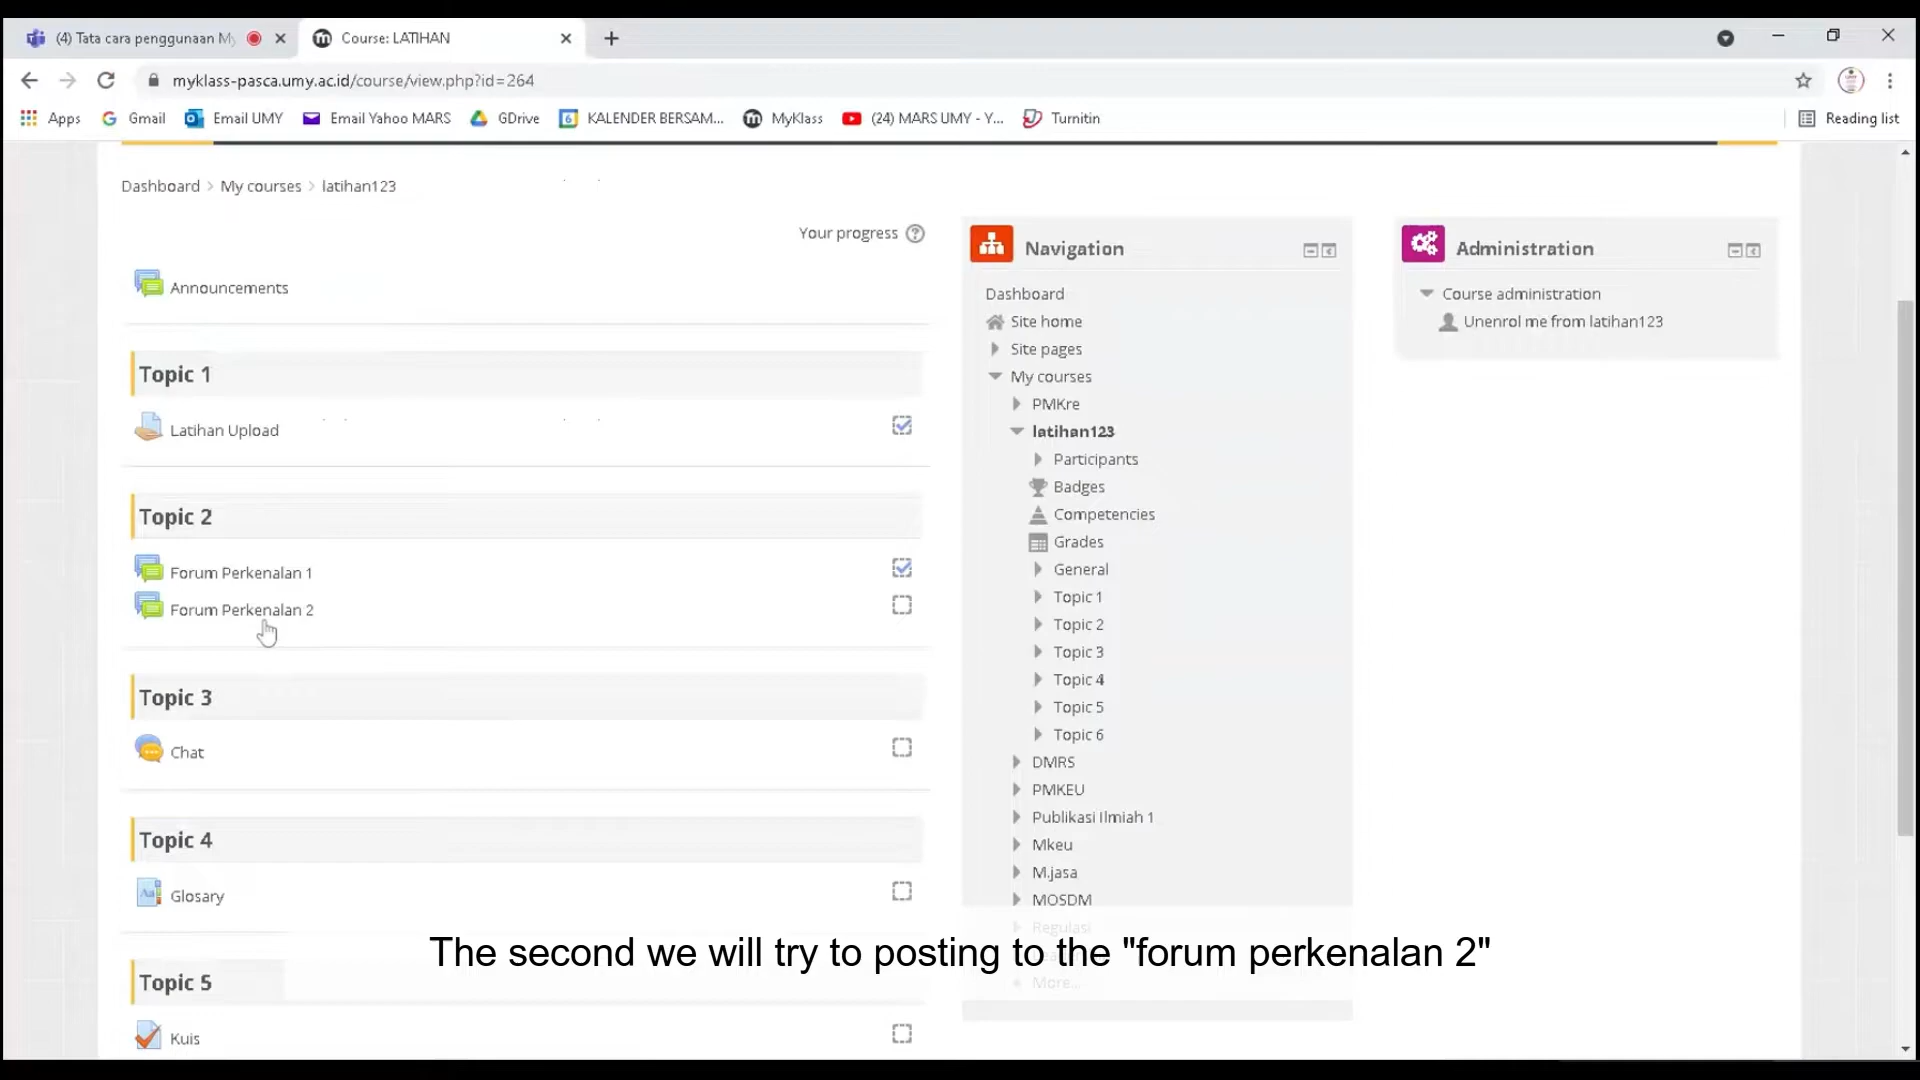 (4) Tata cara penggunaan My
Course: LATIHAN
myklass-pasca.umy.ac.id/course/view.php?id=264
Apps
Gmail
Email UMY
Email Yahoo MARS
GDrive
KALENDER BERSAM...
MyKlass
(24) MARS UMY - Y...
Turnitin
Reading list
Dashboard
My courses
latihan123
Your progress
Announcements
Topic 1
Latihan Upload
Topic 2
Forum Perkenalan 1
Forum Perkenalan 2
Topic 3
Chat
Topic 4
Glosary
Topic 5
Kuis
Navigation
Dashboard
Site home
Site pages
My courses
PMKre
latihan123
Participants
Badges
Competencies
Grades
General
Topic 1
Topic 2
Topic 3
Topic 4
Topic 5
Topic 6
DMRS
PMKEU
Publikasi Ilmiah 1
Mkeu
M.jasa
MOSDM
Regulasi
More...
Administration
Course administration
Unenrol me from latihan123
The second we will try to posting to the "forum perkenalan 2"